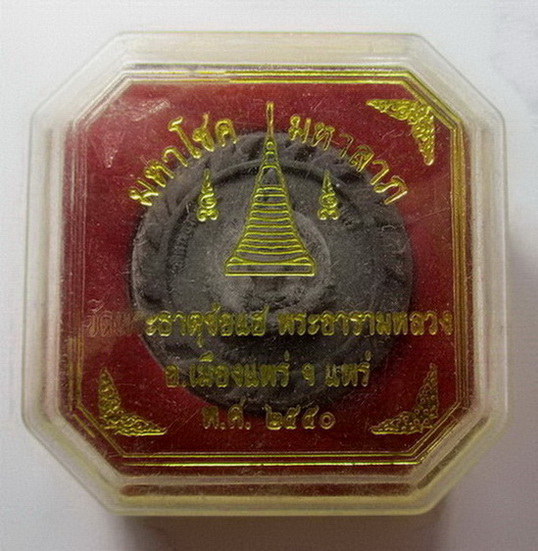 มหาโชค มหาลาภ
วัดพระธาตุช่อแฮ พระอารามหลวง
อ.เมืองแพร่ จ แพร่
พ.ศ. ๒๕๔๐